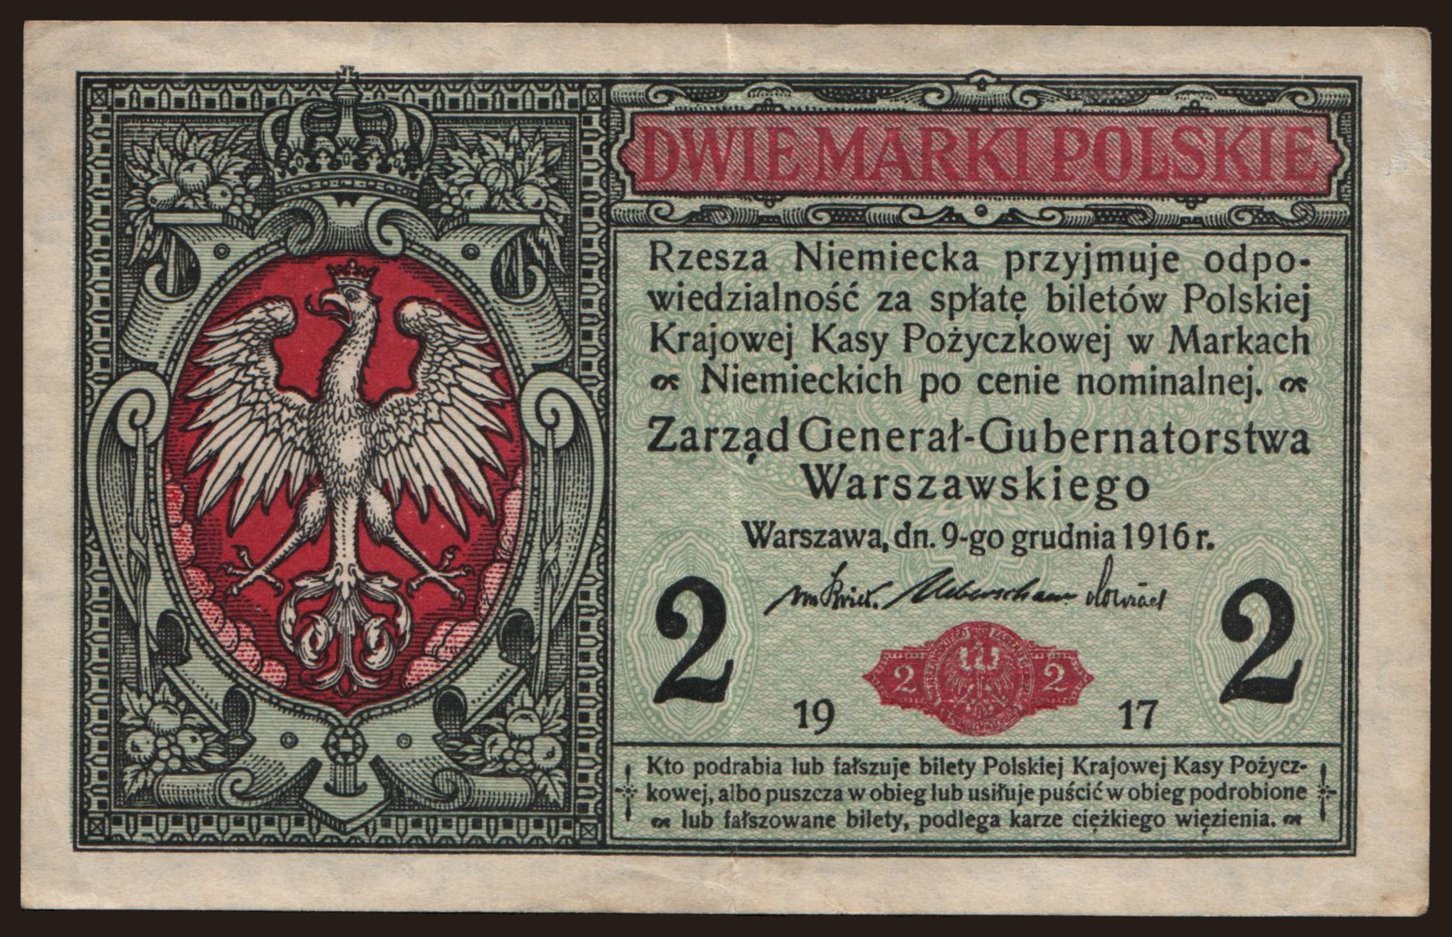 DWIE MARKI POLSKIE
Rzesza Niemiecka przyjmuje odpo-
wiedzialność za spłatę biletów Polskiej
Krajowej Kasy Pożyczkowej w Markach
Niemieckich po cenie nominalnej.
Zarząd Generał-Gubernatorstwa
Warszawskiego
Warszawa, dn. 9-go grudnia 1916 r.
2 2
2 2
19 17
Kto podrabia lub fałszuje bilety Polskiej Krajowej Kasy Pożycz-
kowej, albo puszcza w obieg lub usiłuje puścić w obieg podrobione
lub fałszowane bilety, podlega karze ciężkiego więzienia.